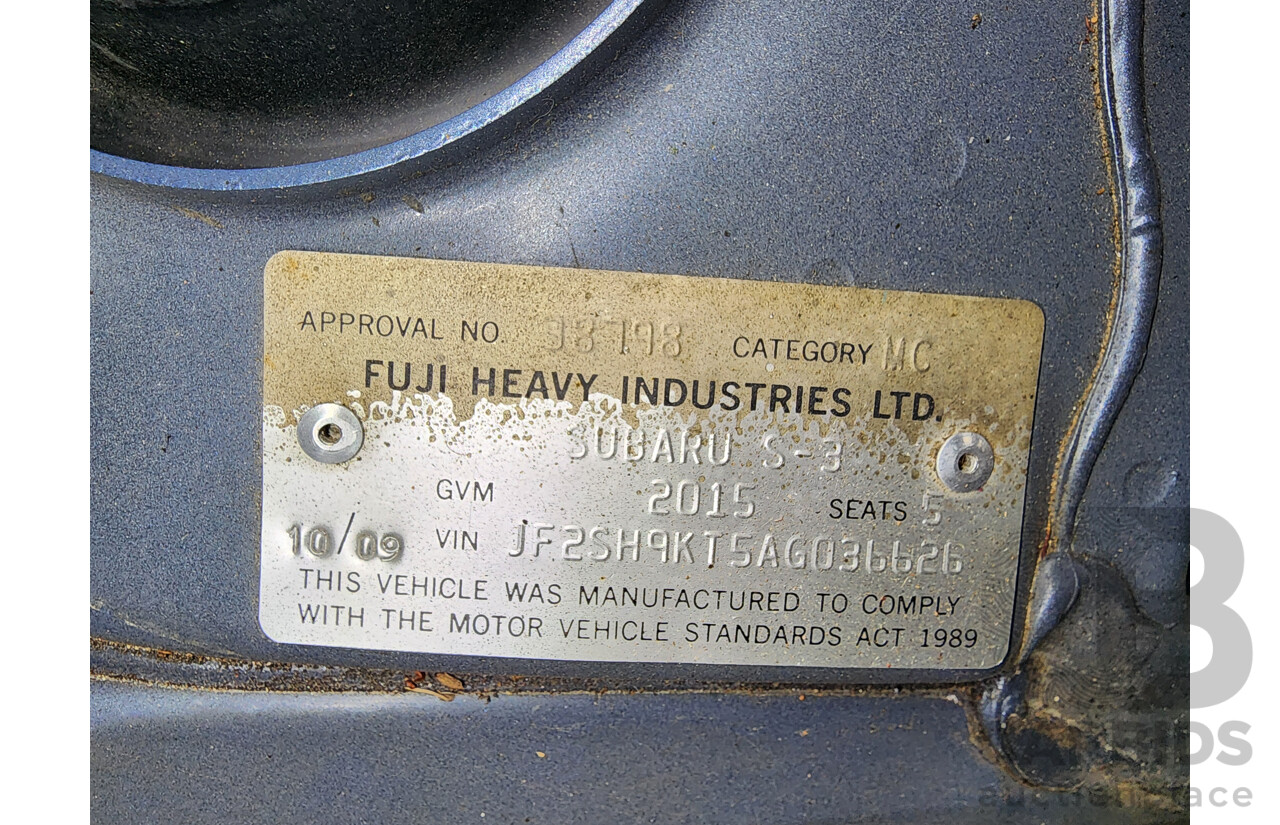 APPROVAL NO. 38798 CATEGORY MC
FUJI HEAVY INDUSTRIES LTD.
SUBARU S-3
GVM 2015 SEATS 5
10/09 VIN JF2SH9KT5AG036626
THIS VEHICLE WAS MANUFACTURED TO COMPLY
WITH THE MOTOR VEHICLE STANDARDS ACT 1989